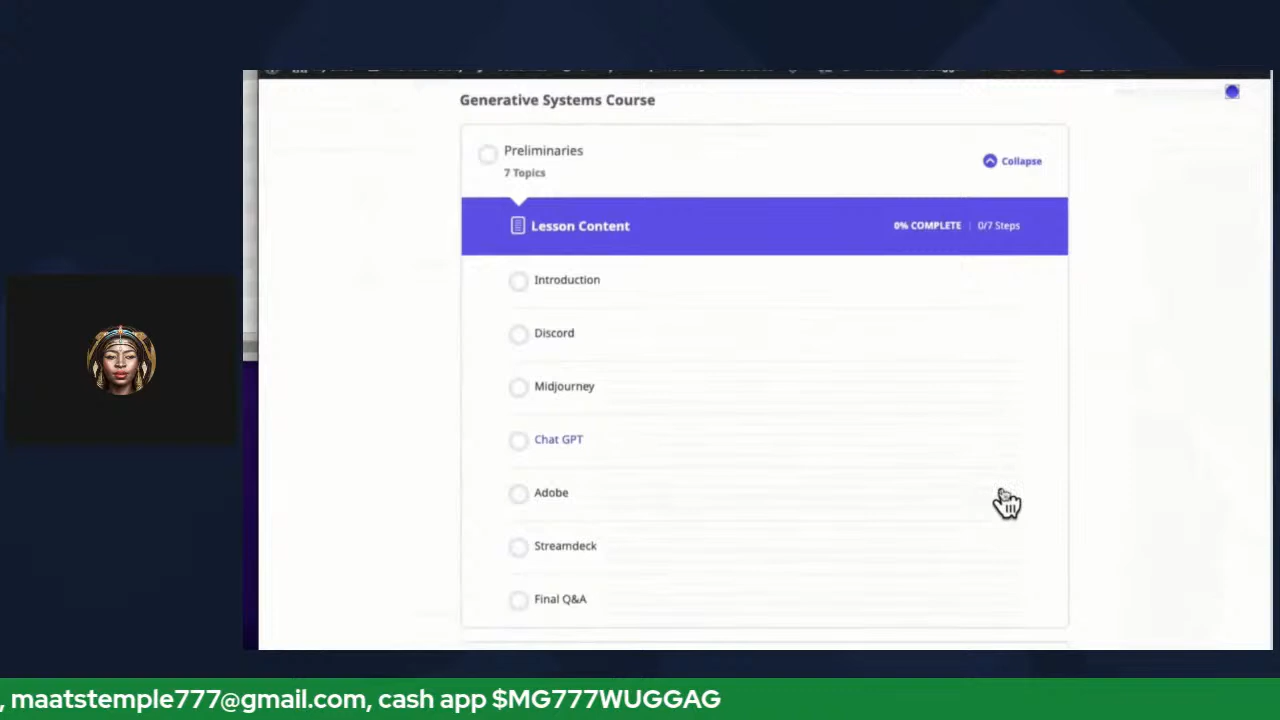 Generative Systems Course
Preliminaries
7 Topics
Collapse
Lesson Content
0% COMPLETE | 0/7 Steps
Introduction
Discord
Midjourney
Chat GPT
Adobe
Streamdeck
Final Q&A
, maatstemple777@gmail.com, cash app $MG777WUGGAG